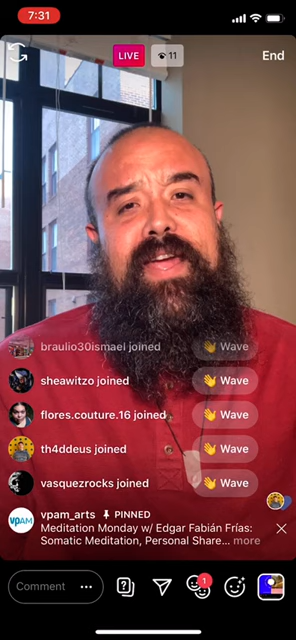 7:31
LIVE 11 End
braulio30ismael joined 👋 Wave
sheawitzo joined 👋 Wave
flores.couture.16 joined 👋 Wave
th4ddeus joined 👋 Wave
vasquezrocks joined 👋 Wave
VPAM
vpam_arts PINNED
Meditation Monday w/ Edgar Fabián Frías:
Somatic Meditation, Personal Share... more
Comment ... ? 1